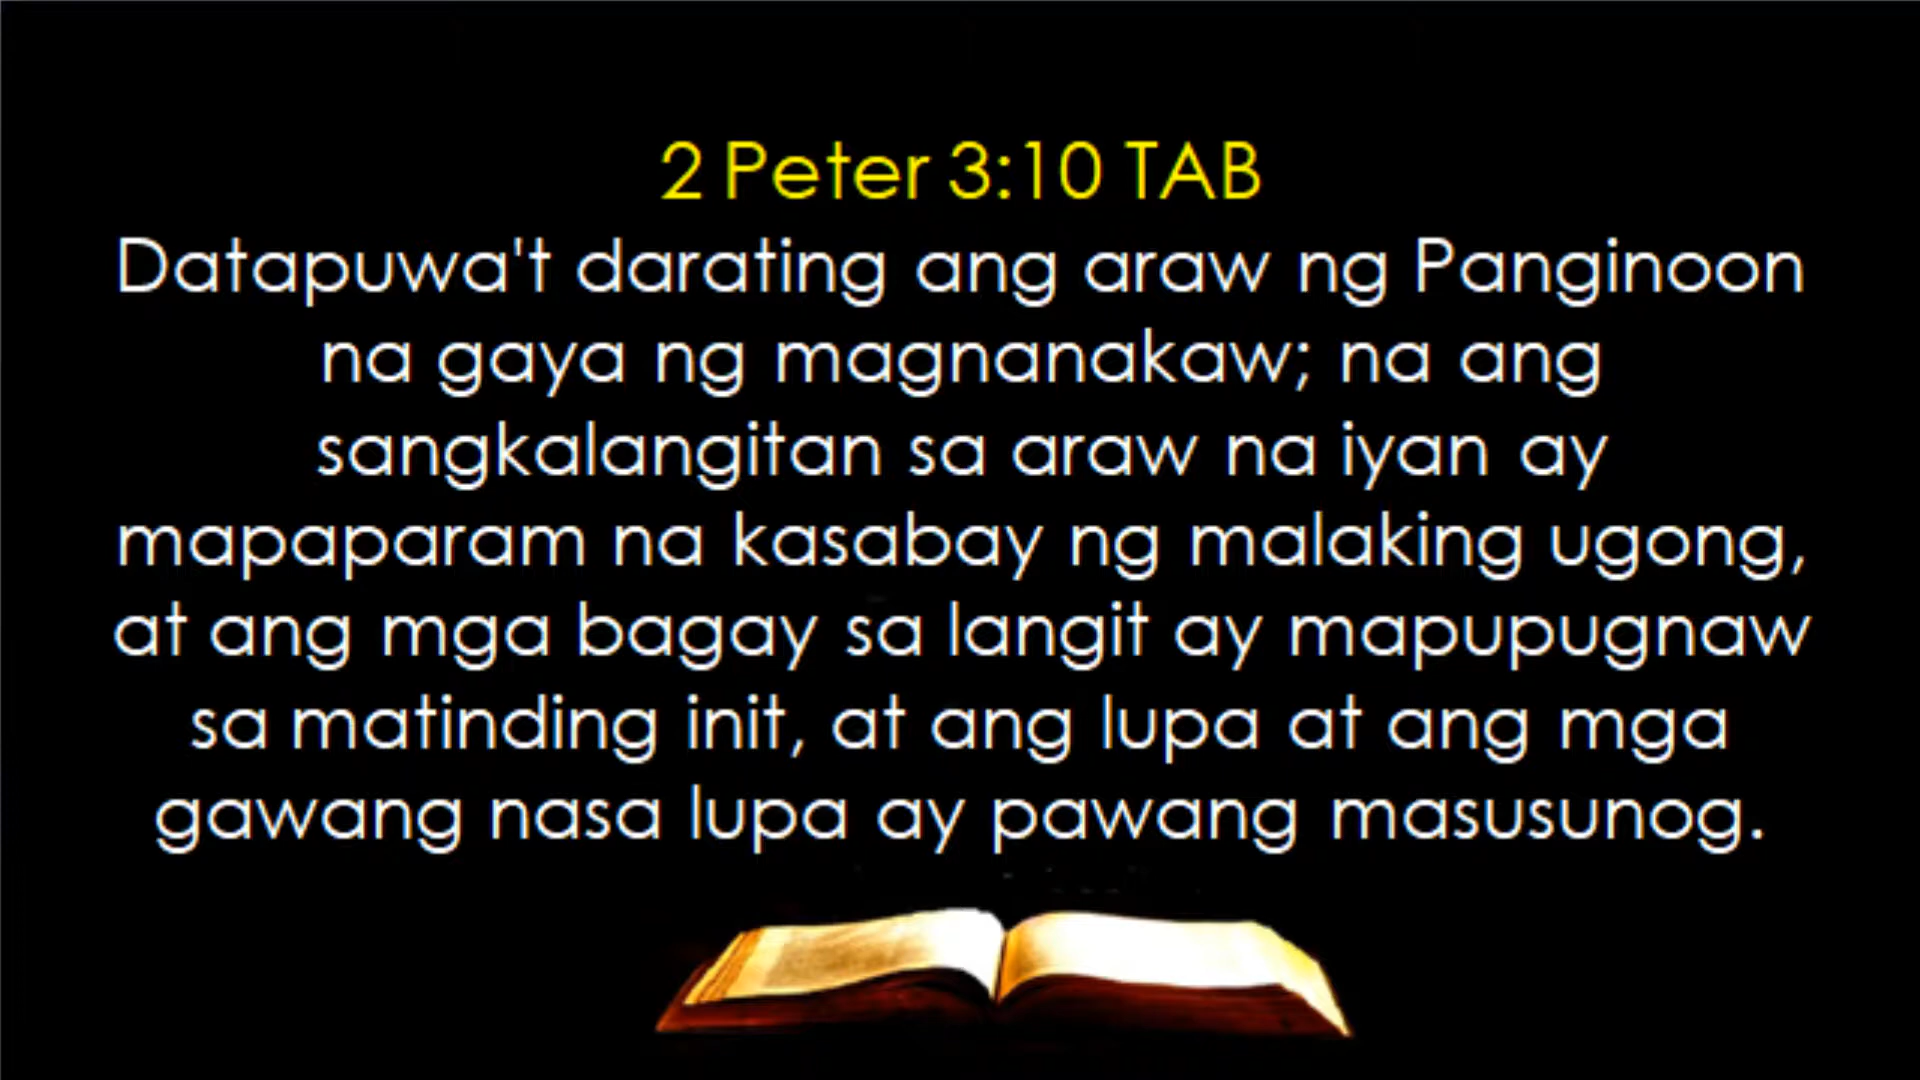 2 Peter 3:10 TAB
Datapuwa't darating ang araw ng Panginoon
na gaya ng magnanakaw; na ang
sangkalangitan sa araw na iyan ay
mapaparam na kasabay ng malaking ugong,
at ang mga bagay sa langit ay mapupugnaw
sa matinding init, at ang lupa at ang mga
gawang nasa lupa ay pawang masusunog.